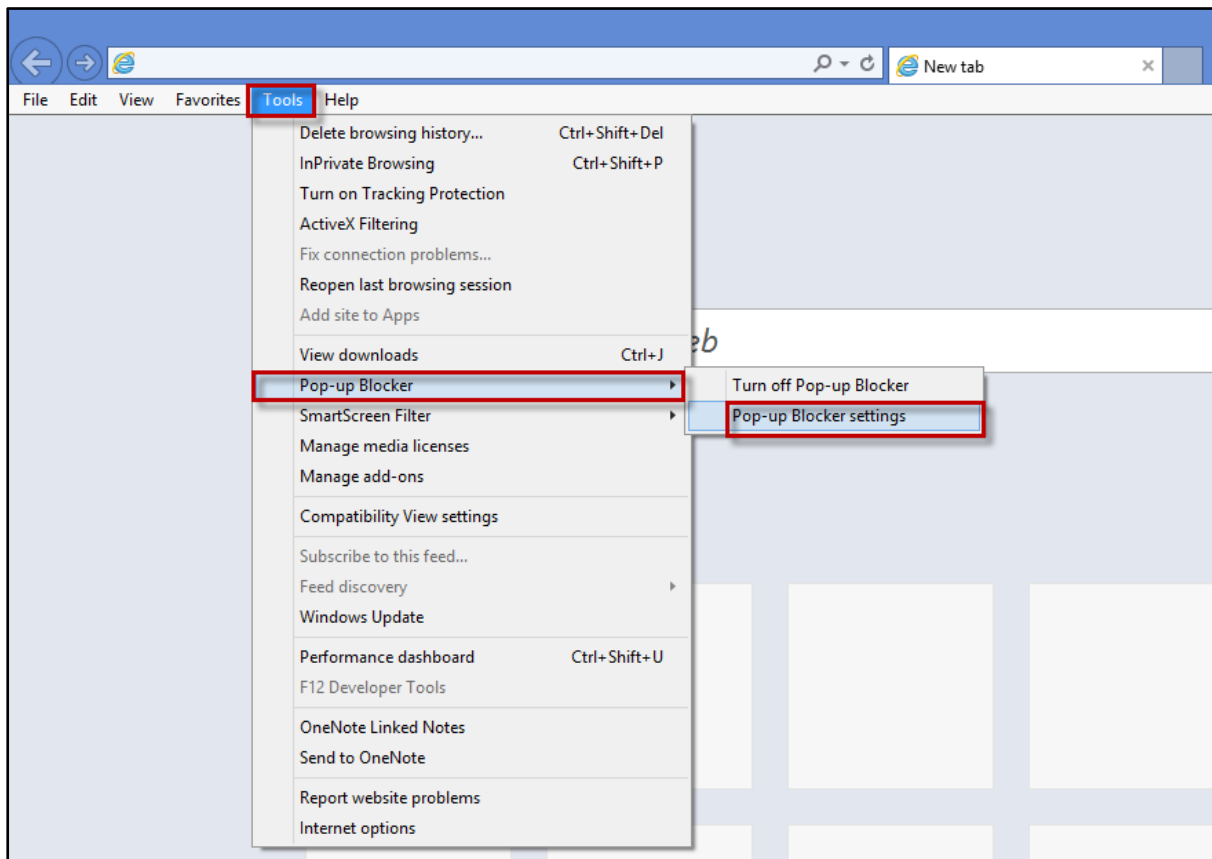 New tab
File Edit View Favorites Tools Help
Delete browsing history... Ctrl+Shift+Del
InPrivate Browsing Ctrl+Shift+P
Turn on Tracking Protection
ActiveX Filtering
Fix connection problems...
Reopen last browsing session
Add site to Apps
eb
View downloads Ctrl+J
Pop-up Blocker
Turn off Pop-up Blocker
SmartScreen Filter
Pop-up Blocker settings
Manage media licenses
Manage add-ons
Compatibility View settings
Subscribe to this feed...
Feed discovery
Windows Update
Performance dashboard Ctrl+Shift+U
F12 Developer Tools
OneNote Linked Notes
Send to OneNote
Report website problems
Internet options